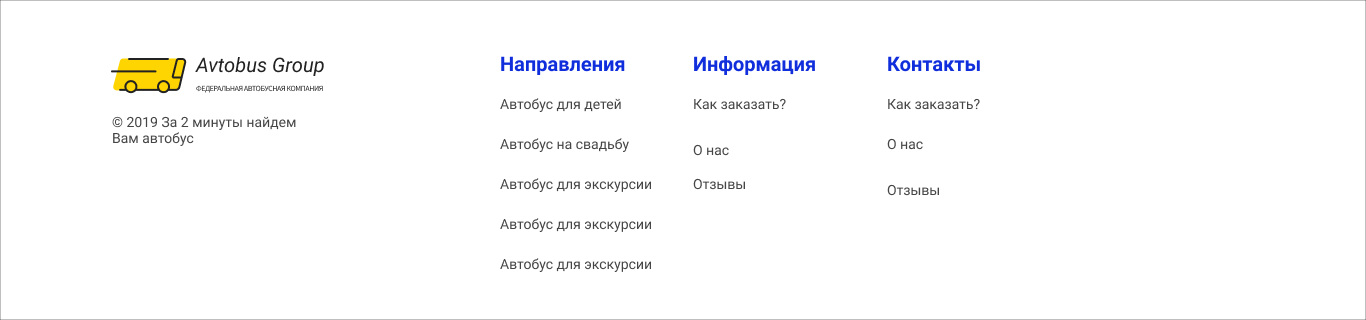 Avtobus Group
ФЕДЕРАЛЬНАЯ АВТОБУСНАЯ КОМПАНИЯ
© 2019 За 2 минуты найдем
Вам автобус
Направления
Автобус для детей
Автобус на свадьбу
Автобус для экскурсии
Автобус для экскурсии
Автобус для экскурсии
Информация
Как заказать?
О нас
Отзывы
Контакты
Как заказать?
О нас
Отзывы